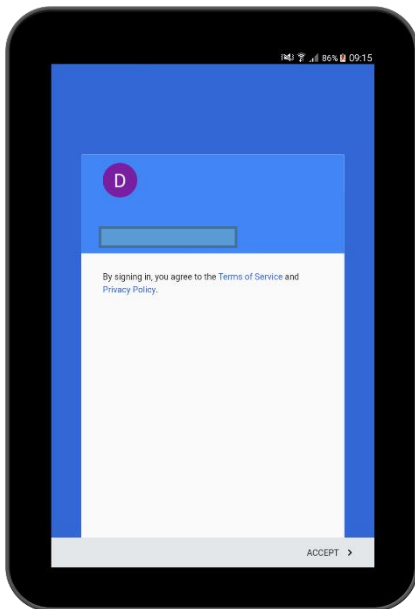 86% 09:15
D
By signing in, you agree to the Terms of Service and
Privacy Policy.
ACCEPT >